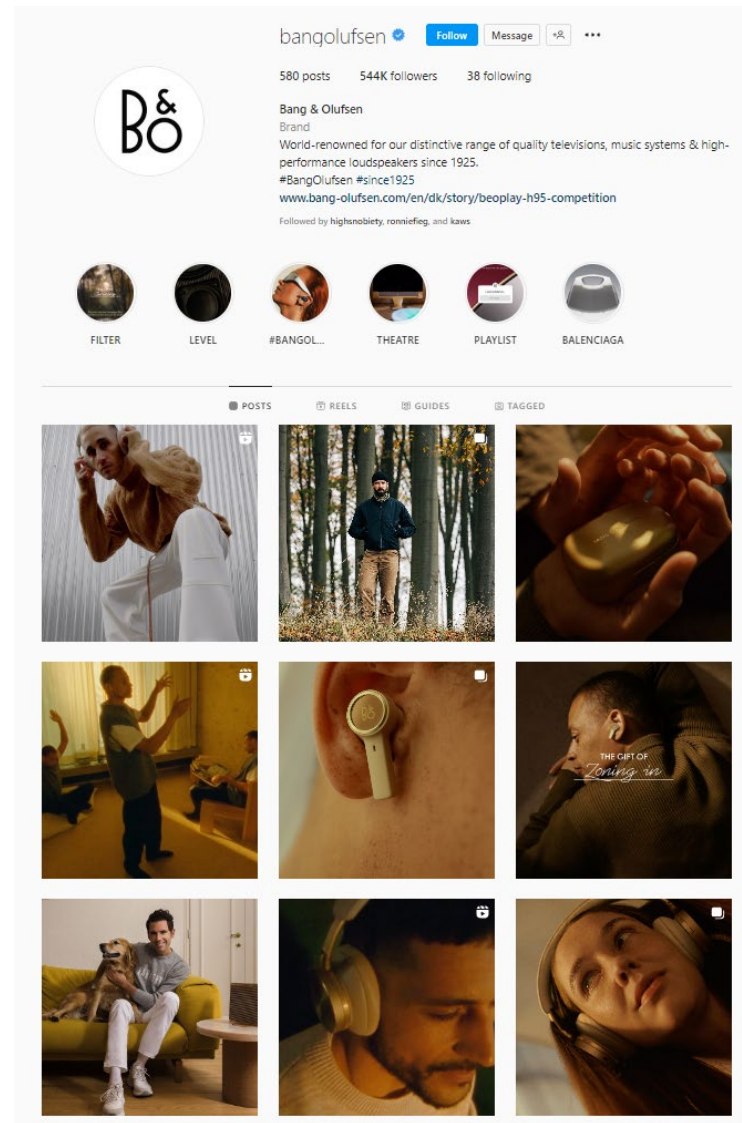 bangolufsen Follow Message
580 posts 544K followers 38 following
B&O
Bang & Olufsen
Brand
World-renowned for our distinctive range of quality televisions, music systems & high-
performance loudspeakers since 1925.
#BangOlufsen #since1925
www.bang-olufsen.com/en/dk/story/beoplay-h95-competition
Followed by highsnobiety, ronniefieg, and kaws
FILTER LEVEL #BANGOL... THEATRE PLAYLIST BALENCIAGA
POSTS REELS GUIDES TAGGED
B&O
THE GIFT OF
Zoning in